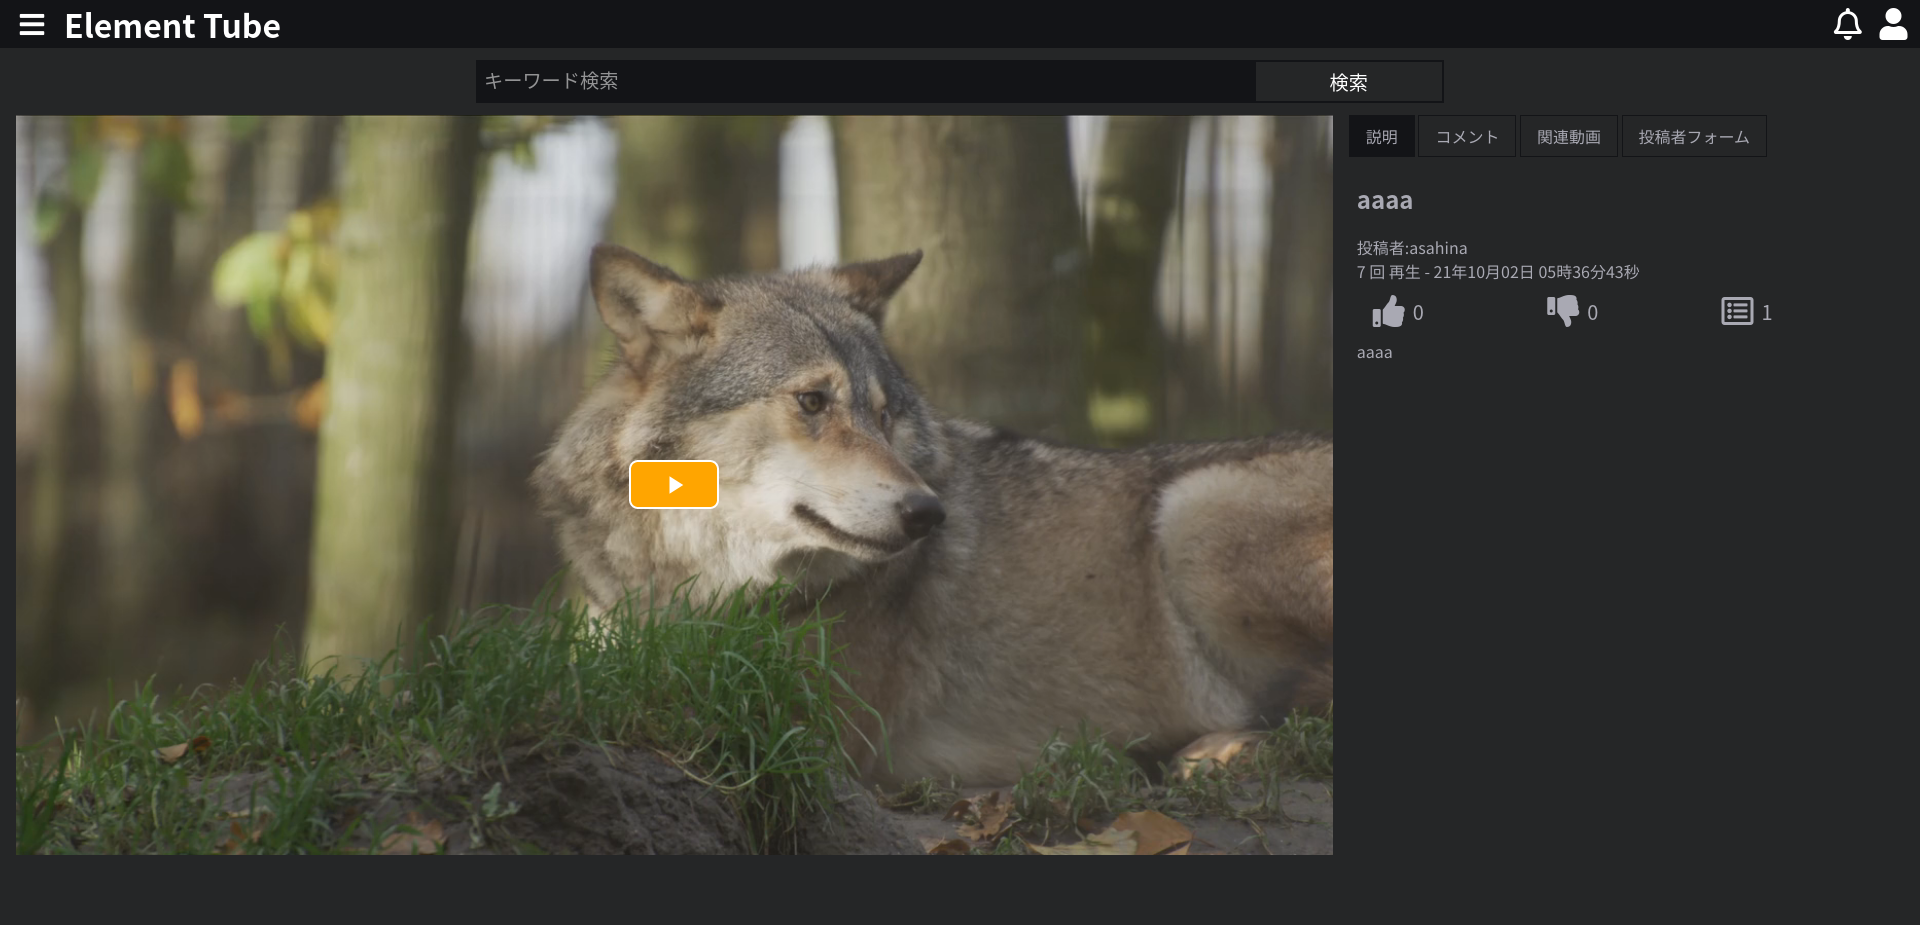 Element Tube
キーワード検索 検索
説明 コメント 関連動画 投稿者フォーム
aaaa
投稿者:asahina
7 回 再生 - 21年10月02日 05時36分43秒
0 0 1
aaaa